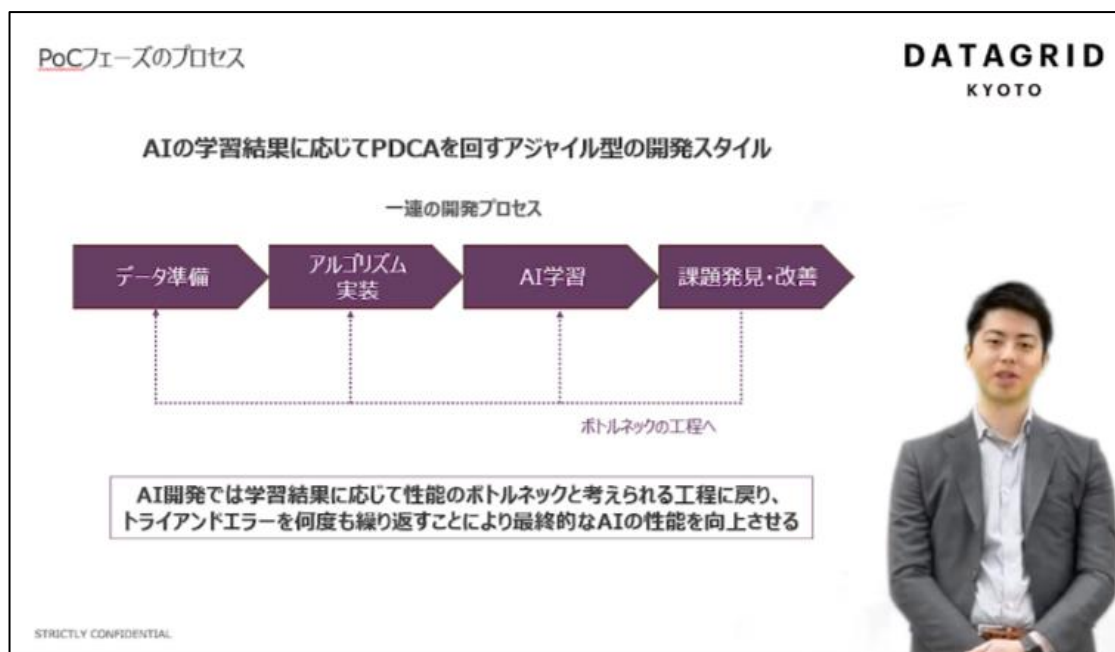 PoCフェーズのプロセス
DATAGRID
KYOTO
AIの学習結果に応じてPDCAを回すアジャイル型の開発スタイル
一連の開発プロセス
データ準備
アルゴリズム
実装
AI学習
課題発見・改善
ボトルネックの工程へ
AI開発では学習結果に応じて性能のボトルネックと考えられる工程に戻り、
トライアンドエラーを何度も繰り返すことにより最終的なAIの性能を向上させる
STRICTLY CONFIDENTIAL